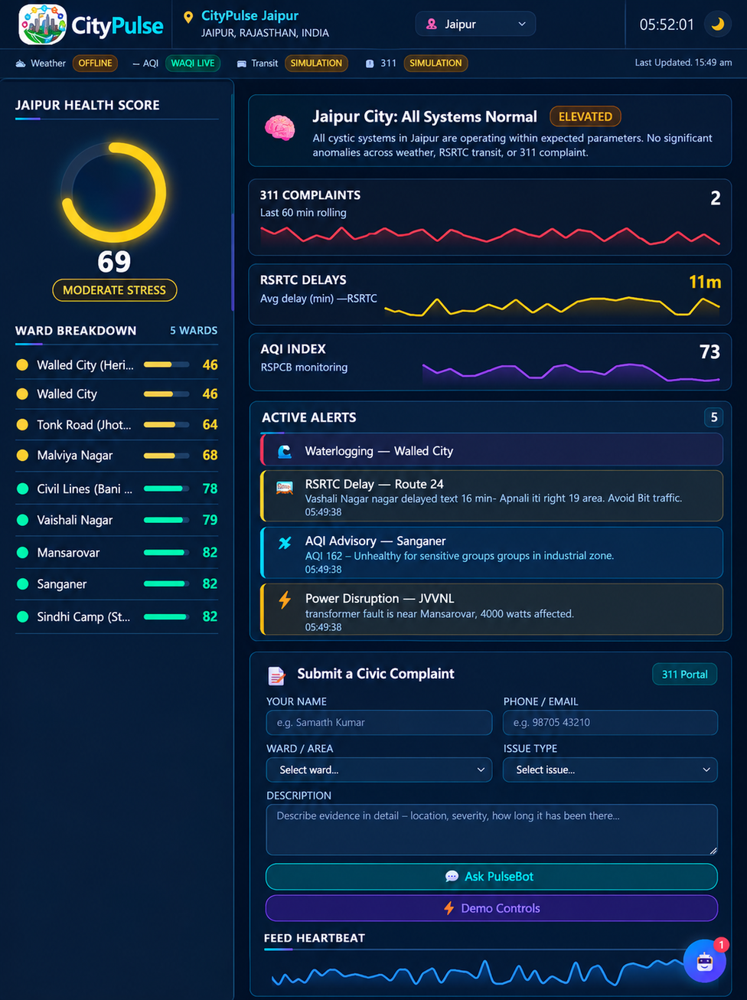 CityPulse
CityPulse Jaipur
JAIPUR, RAJASTHAN, INDIA
Jaipur
05:52:01
Weather OFFLINE
AQI WAQI LIVE
Transit SIMULATION
311 SIMULATION
Last Updated. 15:49 am
JAIPUR HEALTH SCORE
69
MODERATE STRESS
WARD BREAKDOWN 5 WARDS
Walled City (Heri... 46
Walled City 46
Tonk Road (Jhot... 64
Malviya Nagar 68
Civil Lines (Bani ... 78
Vaishali Nagar 79
Mansarovar 82
Sanganer 82
Sindhi Camp (St... 82
Jaipur City: All Systems Normal ELEVATED
All cystic systems in Jaipur are operating within expected parameters. No significant
anomalies across weather, RSRTC transit, or 311 complaint.
311 COMPLAINTS 2
Last 60 min rolling
RSRTC DELAYS 11m
Avg delay (min) —RSRTC
AQI INDEX 73
RSPCB monitoring
ACTIVE ALERTS 5
Waterlogging — Walled City
RSRTC Delay — Route 24
Vashali Nagar nagar delayed text 16 min- Apnali iti right 19 area. Avoid Bit traffic.
05:49:38
AQI Advisory — Sanganer
AQI 162 – Unhealthy for sensitive groups groups in industrial zone.
05:49:38
Power Disruption — JVVNL
transformer fault is near Mansarovar, 4000 watts affected.
05:49:38
Submit a Civic Complaint 311 Portal
YOUR NAME PHONE / EMAIL
e.g. Samarth Kumar e.g. 98705 43210
WARD / AREA ISSUE TYPE
Select ward... Select issue...
DESCRIPTION
Describe evidence in detail – location, severity, how long it has been there...
Ask PulseBot
Demo Controls
FEED HEARTBEAT
1